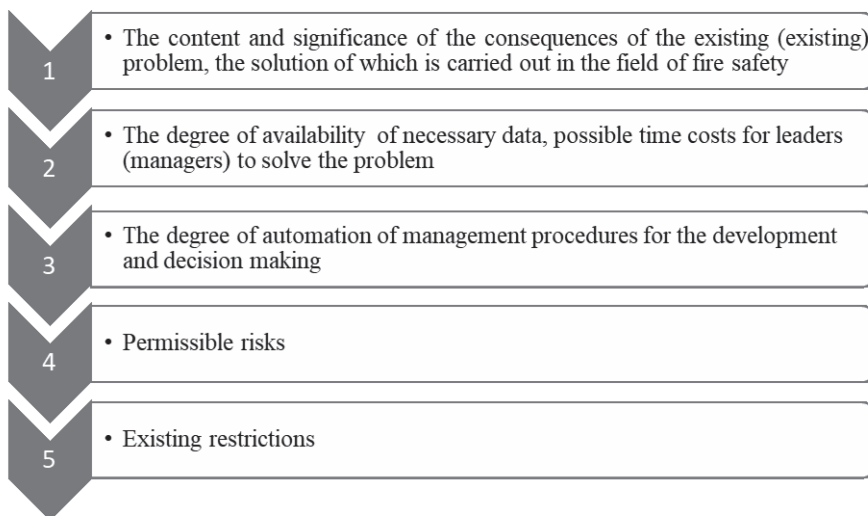 1
• The content and significance of the consequences of the existing (existing)
problem, the solution of which is carried out in the field of fire safety
2
• The degree of availability of necessary data, possible time costs for leaders
(managers) to solve the problem
3
• The degree of automation of management procedures for the development
and decision making
4
• Permissible risks
5
• Existing restrictions